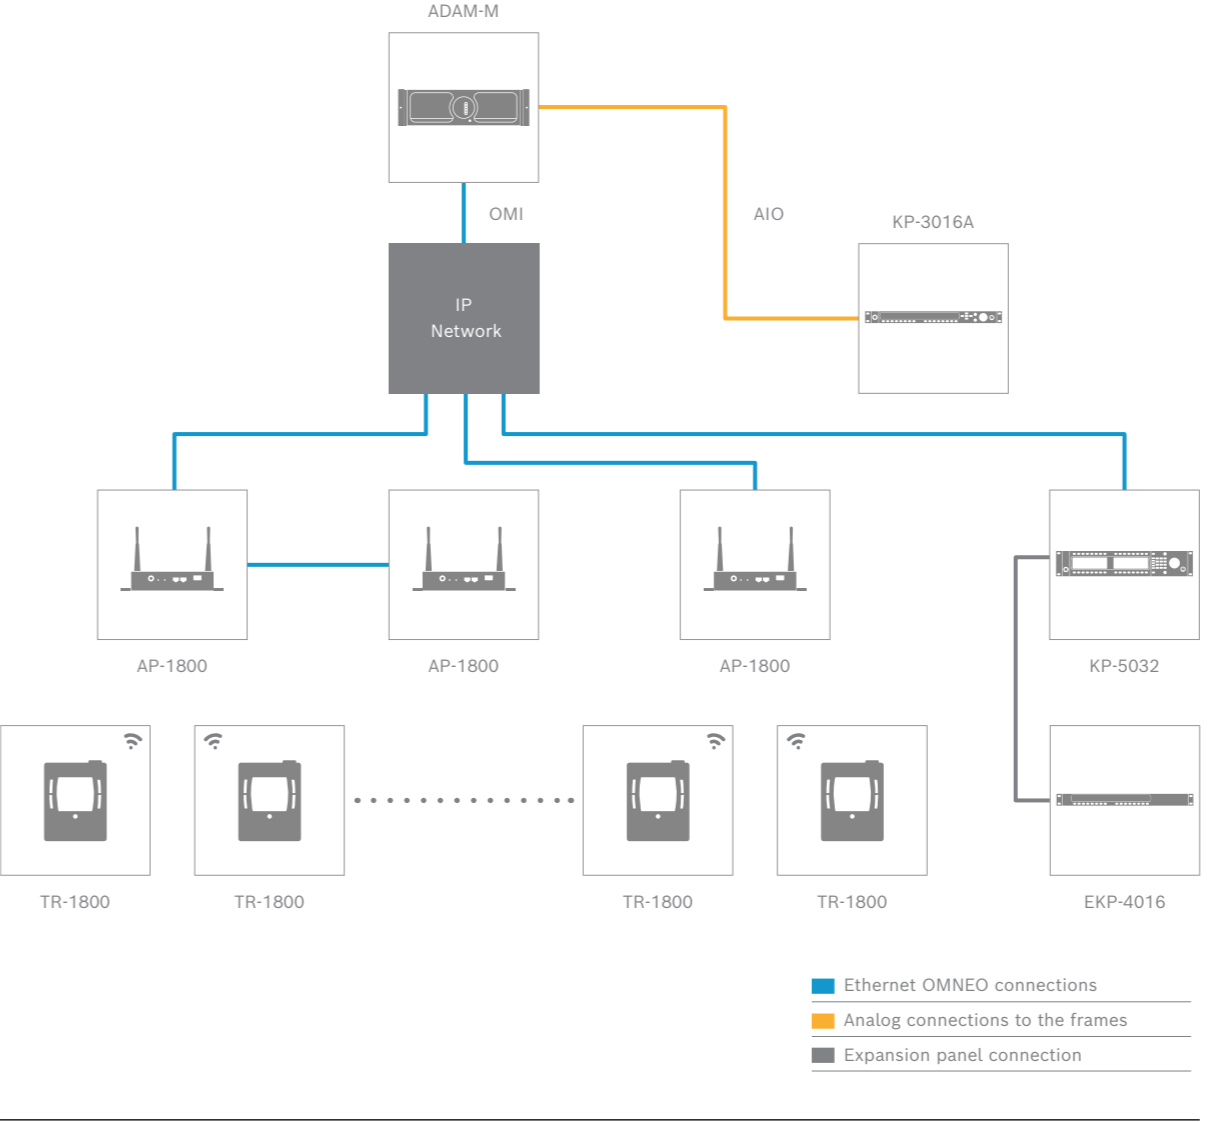 ADAM-M
OMI
AIO
KP-3016A
IP
Network
AP-1800
AP-1800
AP-1800
KP-5032
TR-1800
TR-1800
TR-1800
TR-1800
EKP-4016
Ethernet OMNEO connections
Analog connections to the frames
Expansion panel connection